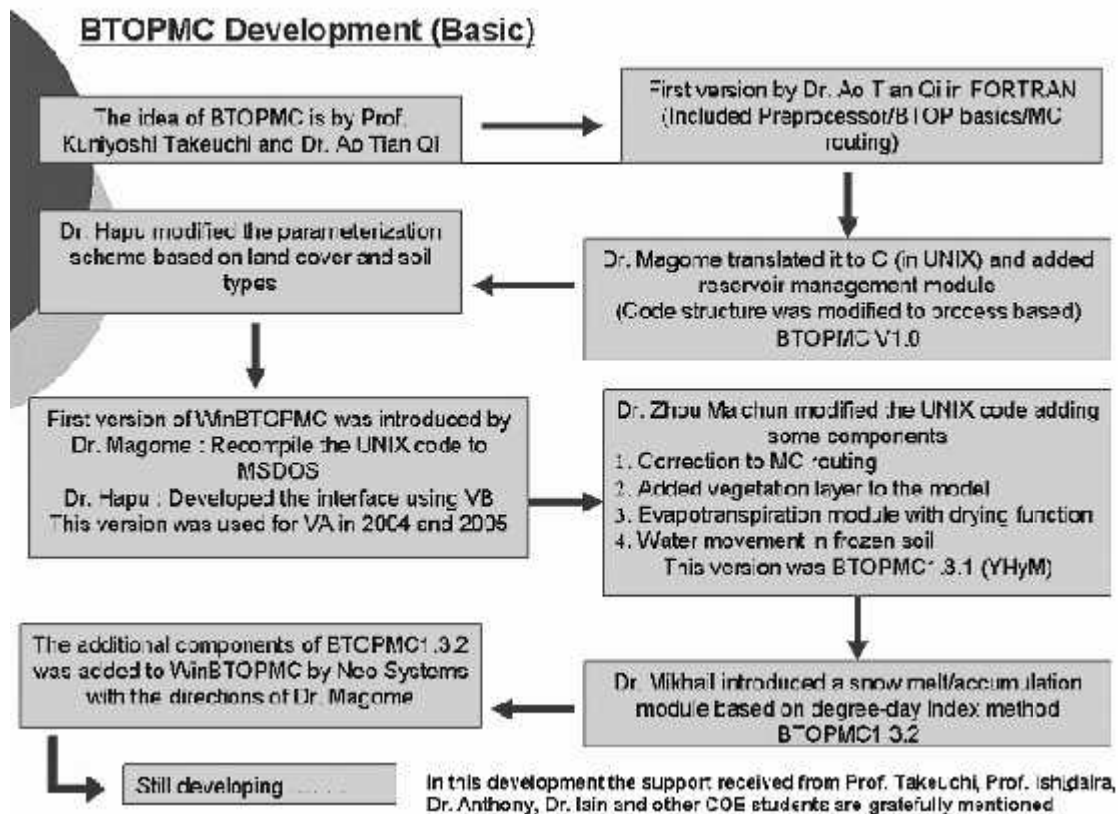 BTOPMC Development (Basic)
The idea of BTOPMC is by Prof.
Kuniyoshi Takeuchi and Dr. Ao Tian Qi
First version by Dr. Ao Tian Qi in FORTRAN
(Included Preprocessor/BTOP basics/MC
routing)
Dr. Magome translated it to C (in UNIX) and added
reservoir management module
(Code structure was modified to process based)
BTOPMC V1.0
Dr. Hapu modified the parameterization
scheme based on land cover and soil
types
First version of WinBTOPMC was introduced by
Dr. Magome : Recompile the UNIX code to
MSDOS
Dr. Hapu : Developed the interface using VB
This version was used for VA in 2004 and 2005
Dr. Zhou Maichun modified the UNIX code adding
some components
1. Correction to MC routing
2. Added vegetation layer to the model
3. Evapotranspiration module with drying function
4. Water movement in frozen soil
This version was BTOPMC1.3.1 (YHyM)
Dr. Mikhail introduced a snow melt/accumulation
module based on degree-day index method
BTOPMC1.3.2
The additional components of BTOPMC1.3.2
was added to WinBTOPMC by Neo Systems
with the directions of Dr. Magome
Still developing ........
In this development the support received from Prof. Takeuchi, Prof. Ishidaira,
Dr. Anthony, Dr. and other COE students are gratefully mentioned